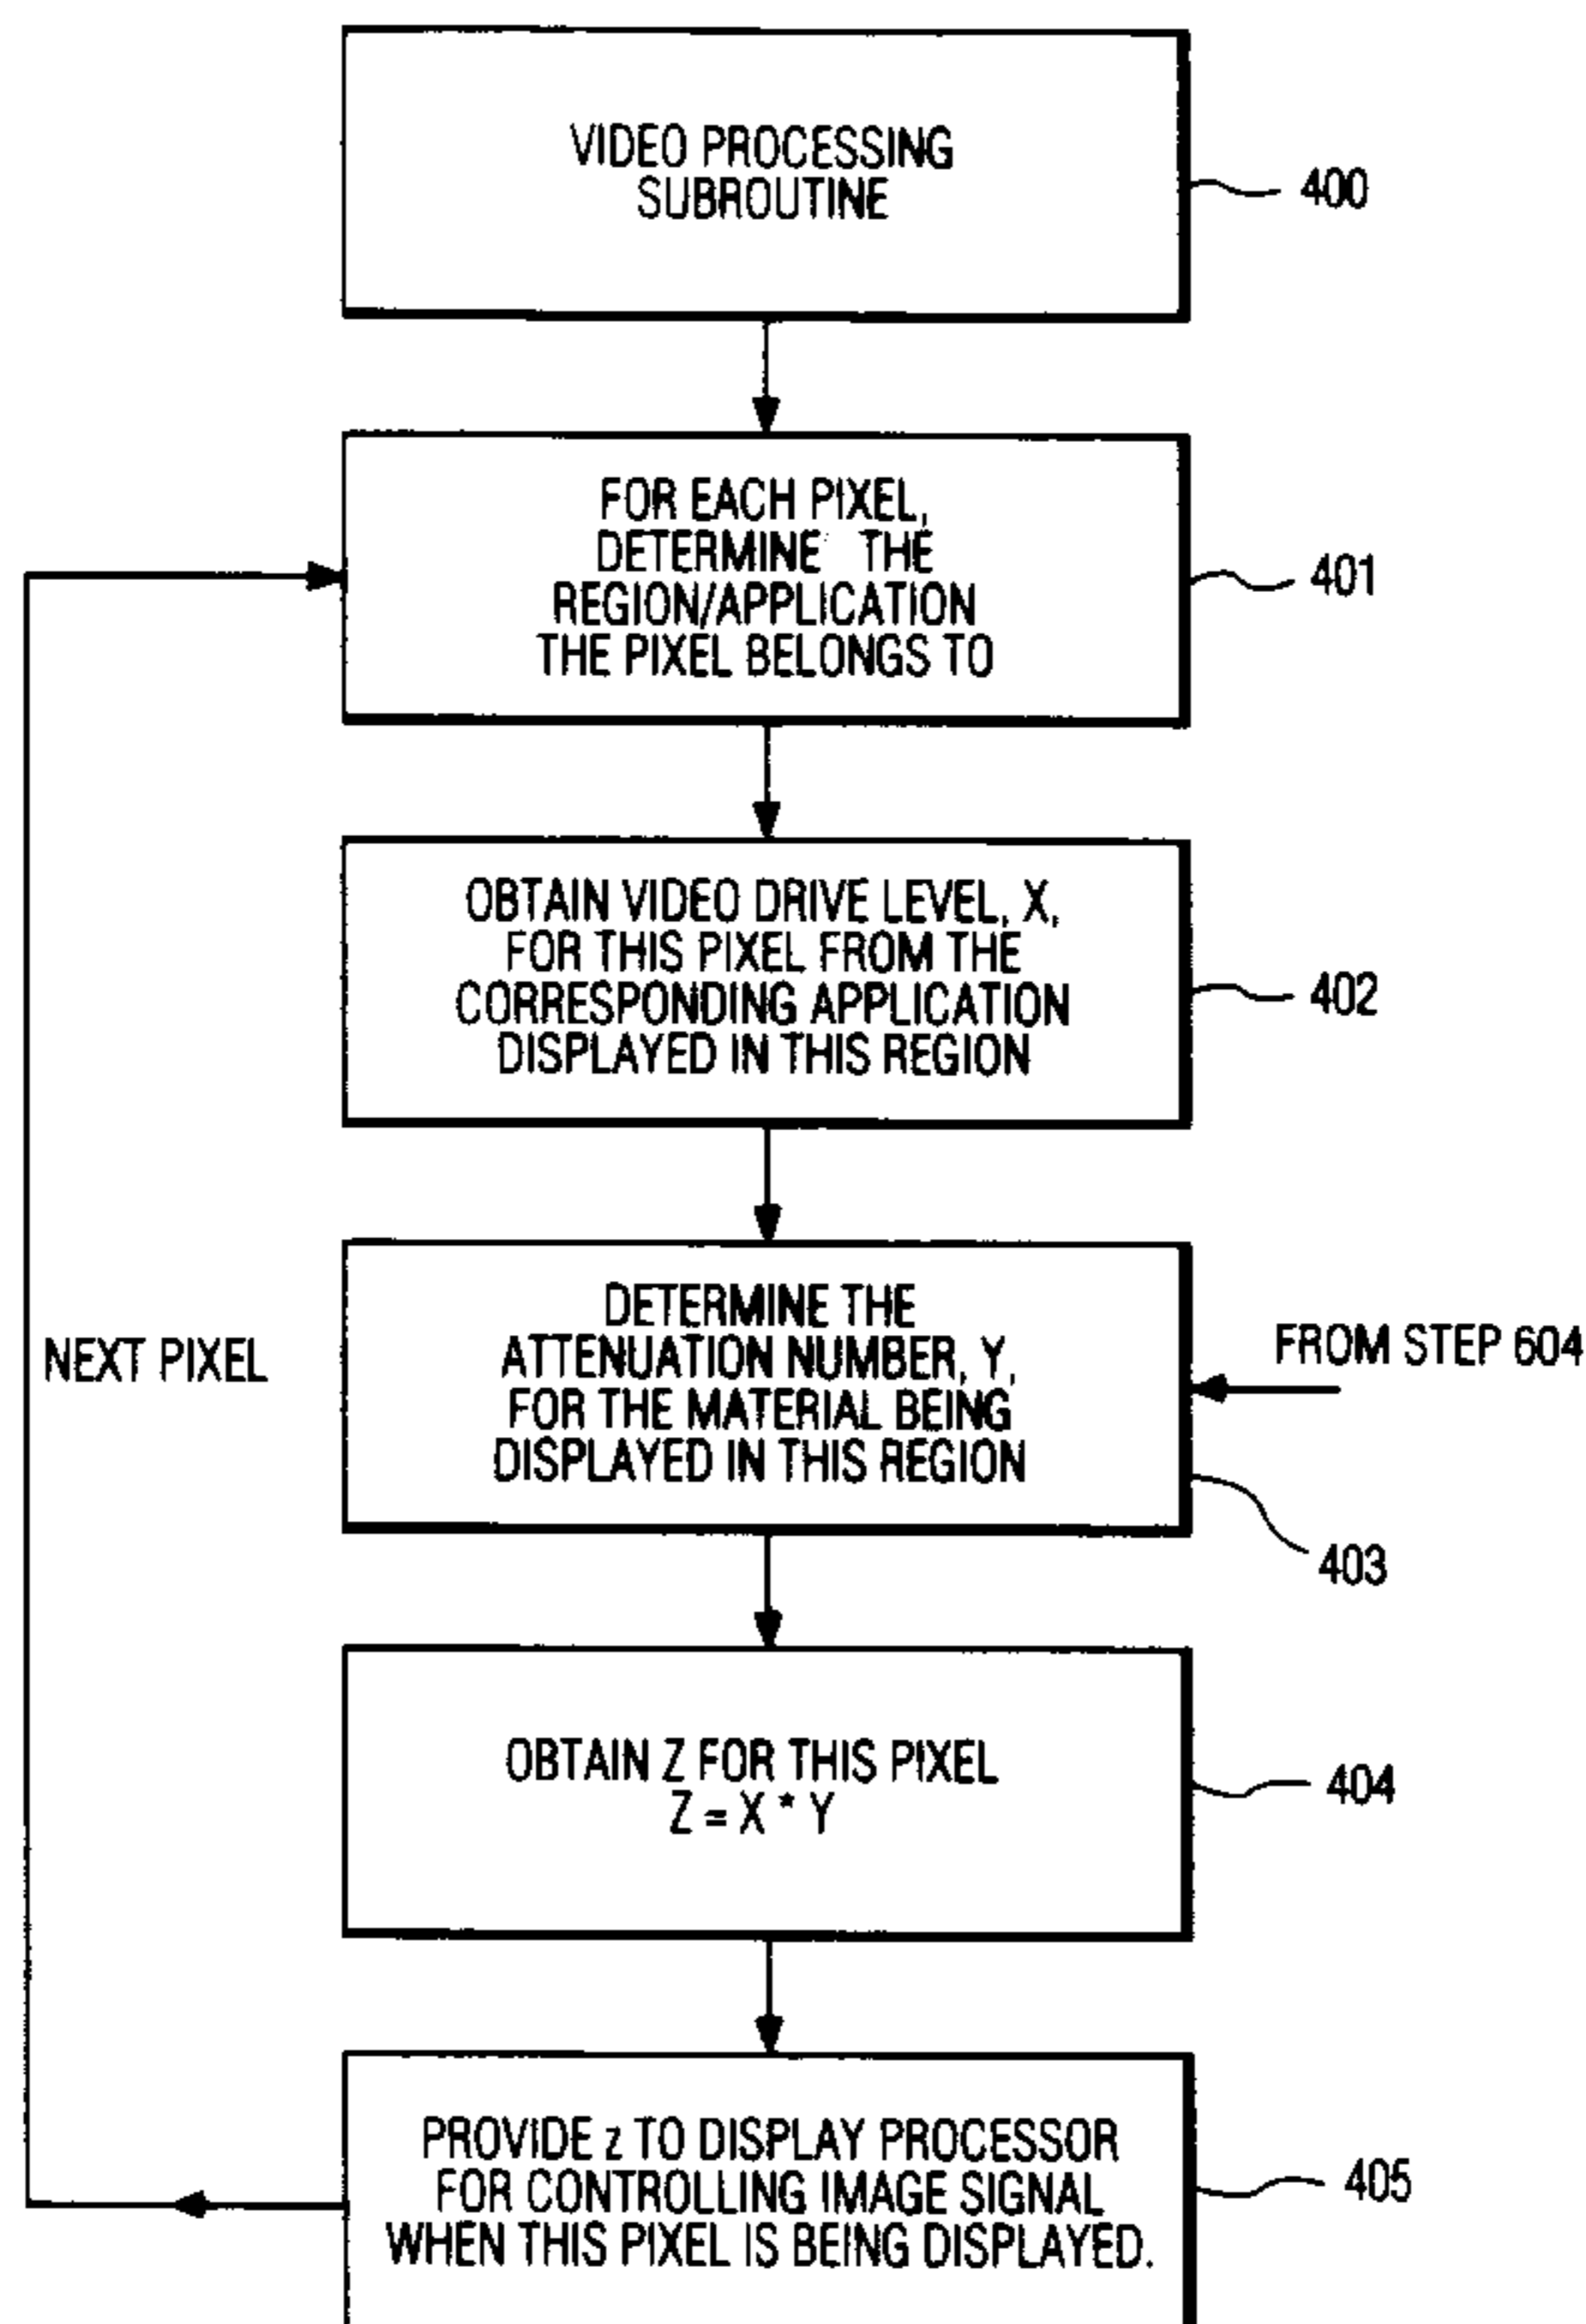 VIDEO PROCESSING
SUBROUTINE
400
FOR EACH PIXEL,
DETERMINE THE
REGION/APPLICATION
THE PIXEL BELONGS TO
401
OBTAIN VIDEO DRIVE LEVEL, X,
FOR THIS PIXEL FROM THE
CORRESPONDING APPLICATION
DISPLAYED IN THIS REGION
402
DETERMINE THE
ATTENUATION NUMBER, Y,
FOR THE MATERIAL BEING
DISPLAYED IN THIS REGION
FROM STEP 604
403
NEXT PIXEL
OBTAIN Z FOR THIS PIXEL
Z = X * Y
404
PROVIDE z TO DISPLAY PROCESSOR
FOR CONTROLLING IMAGE SIGNAL
WHEN THIS PIXEL IS BEING DISPLAYED.
405